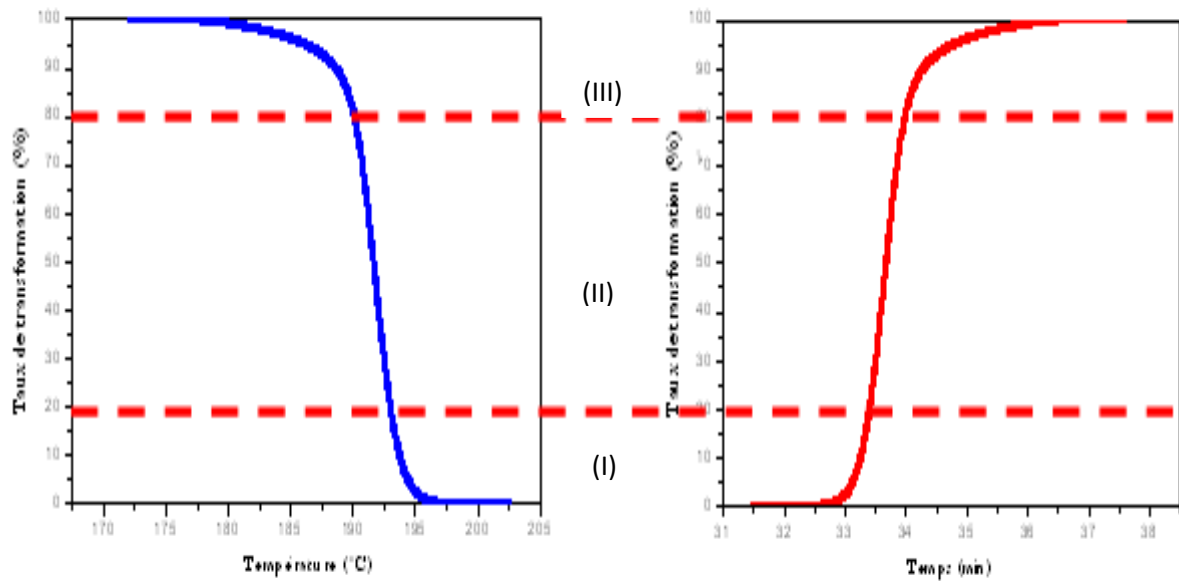 Taux de transformation (%)
100
90
80
70
60
50
40
30
20
10
0
170 175 180 185 190 195 200 205
Température (°C)
(III)
(II)
(I)
Taux de transformation (%)
100
90
80
70
60
50
40
30
20
10
0
31 32 33 34 35 36 37 38
Temps (min)